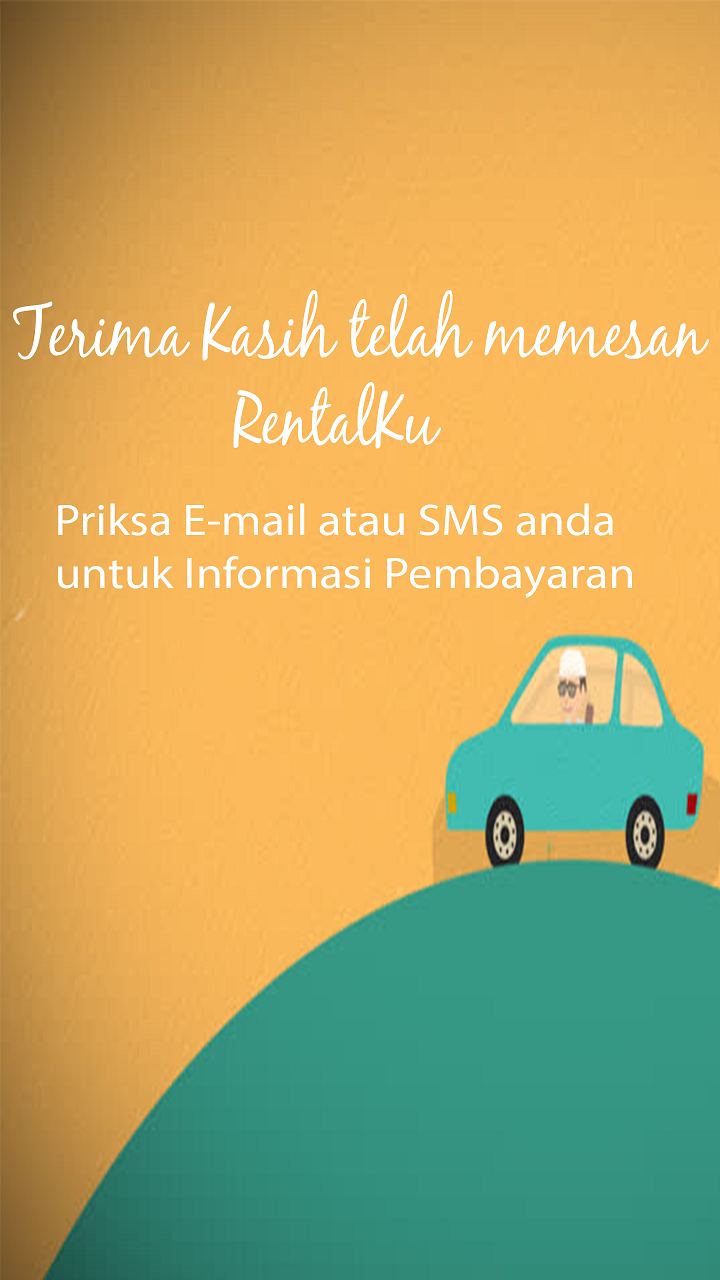 Terima Kasih telah memesan
RentalKu
Priksa E-mail atau SMS anda
untuk Informasi Pembayaran